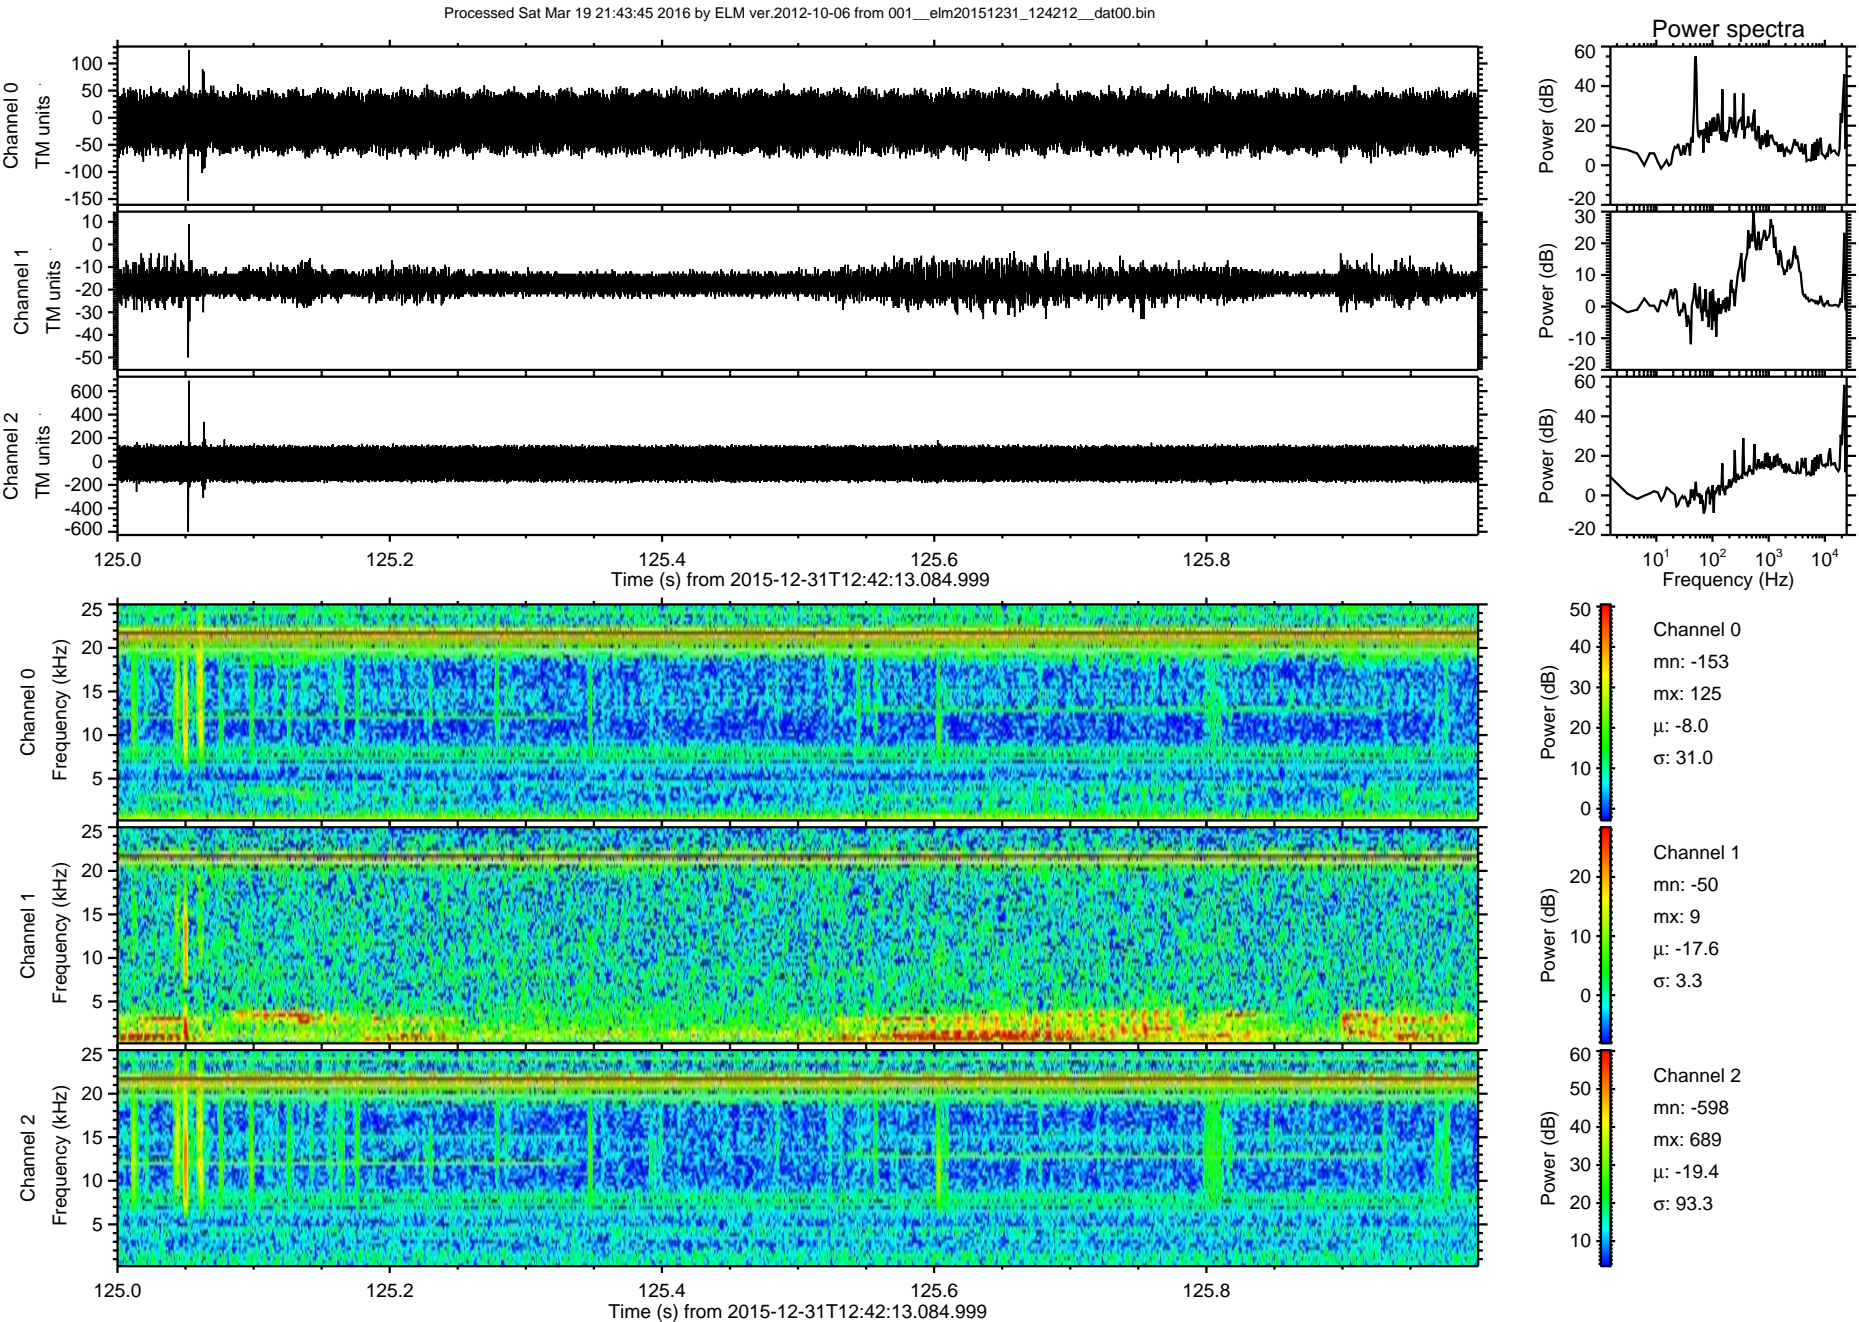 Processed Sat Mar 19 21:43:45 2016 by ELM ver.2012-10-06 from 001__elm20151231_124212__dat00.bin
Power spectra
Channel 0
TM units
100
50
0
-50
-100
-150
Power (dB)
60
40
20
0
-20
Channel 1
TM units
10
0
-10
-20
-30
-40
-50
Power (dB)
30
20
10
0
-10
-20
Channel 2
TM units
600
400
200
0
-200
-400
-600
Power (dB)
60
40
20
0
-20
125.0 125.2 125.4 125.6 125.8
Time (s) from 2015-12-31T12:42:13.084.999
10¹ 10² 10³ 10⁴
Frequency (Hz)
Channel 0
Frequency (kHz)
25
20
15
10
5
Power (dB)
50
40
30
20
10
0
Channel 0
mn: -153
mx: 125
µ: -8.0
σ: 31.0
Channel 1
Frequency (kHz)
25
20
15
10
5
Power (dB)
20
10
0
Channel 1
mn: -50
mx: 9
µ: -17.6
σ: 3.3
Channel 2
Frequency (kHz)
25
20
15
10
5
Power (dB)
60
50
40
30
20
10
Channel 2
mn: -598
mx: 689
µ: -19.4
σ: 93.3
125.0 125.2 125.4 125.6 125.8
Time (s) from 2015-12-31T12:42:13.084.999